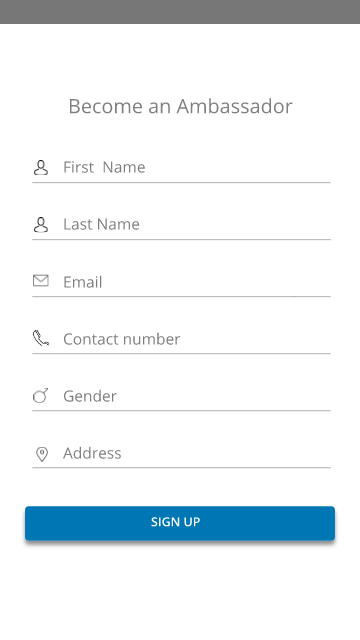 Become an Ambassador
First Name
Last Name
Email
Contact number
Gender
Address
SIGN UP